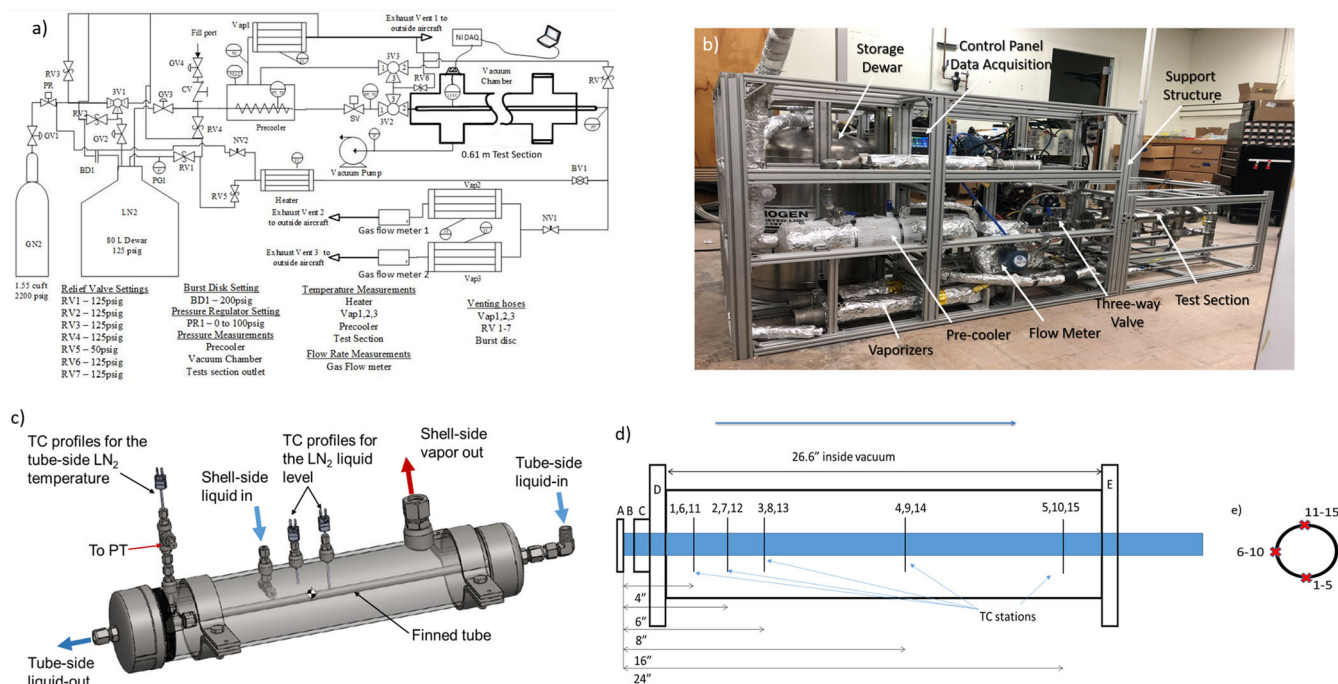 a)
Fill port
GV4
RV3
PR
3V1
CV
GV3
RV2
GV1
GV2
RV4
NV2
BD1
PG1
RV1
RV5
LN2
80 L Dewar
125 psig
GN2
1.55 cuft
2200 psig
Vap1
Exhaust Vent 1 to
outside aircraft
NI DAQ
3V3
RV6
Vacuum
Chamber
RV7
Precooler
SV
3V2
0.61 m Test Section
Vacuum Pump
BV1
Heater
Vap2
Exhaust Vent 2
to outside aircraft
Gas flow meter 1
NV1
Exhaust Vent 3 to
outside aircraft
Gas flow meter 2
Vap3
Relief Valve Settings
RV1 – 125psig
RV2 – 125psig
RV3 – 125psig
RV4 – 125psig
RV5 – 50psig
RV6 – 125psig
RV7 – 125psig
Burst Disk Setting
BD1 – 200psig
Pressure Regulator Setting
PR1 – 0 to 100psig
Pressure Measurements
Precooler
Vacuum Chamber
Tests section outlet
Temperature Measurements
Heater
Vap1,2,3
Precooler
Test Section
Flow Rate Measurements
Gas Flow meter
Venting hoses
Vap1,2,3
RV 1-7
Burst disc
b)
Storage
Dewar
Control Panel
Data Acquisition
Support
Structure
Vaporizers
Pre-cooler
Flow Meter
Three-way
Valve
Test Section
c)
TC profiles for the
tube-side LN2
temperature
To PT
Shell-side
liquid in
TC profiles for
the LN2 liquid
level
Shell-side
vapor out
Tube-side
liquid-in
Finned tube
Tube-side
liquid-out
d)
26.6” inside vacuum
A B C D E
1,6,11 2,7,12 3,8,13 4,9,14 5,10,15
TC stations
4”
6”
8”
16”
24”
e)
11-15
6-10
1-5